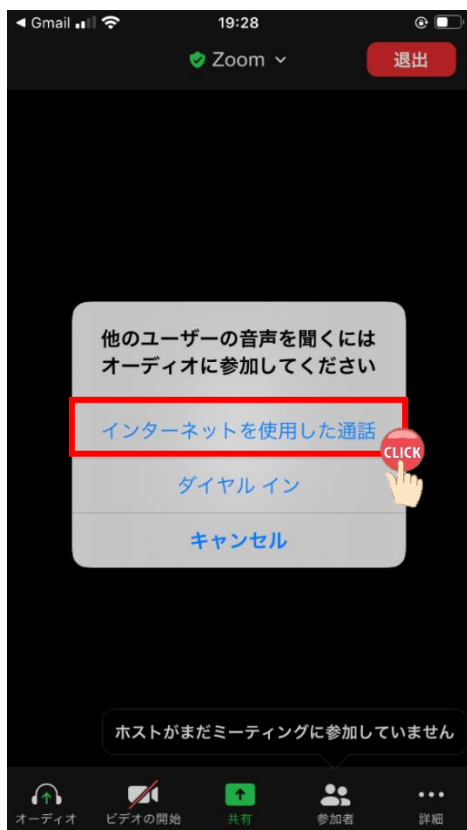 Gmail 19:28
Zoom 退出
他のユーザーの音声を聞くには
オーディオに参加してください
インターネットを使用した通話
CLICK
ダイヤル イン
キャンセル
ホストがまだミーティングに参加していません
オーディオ ビデオの開始 共有 参加者 詳細